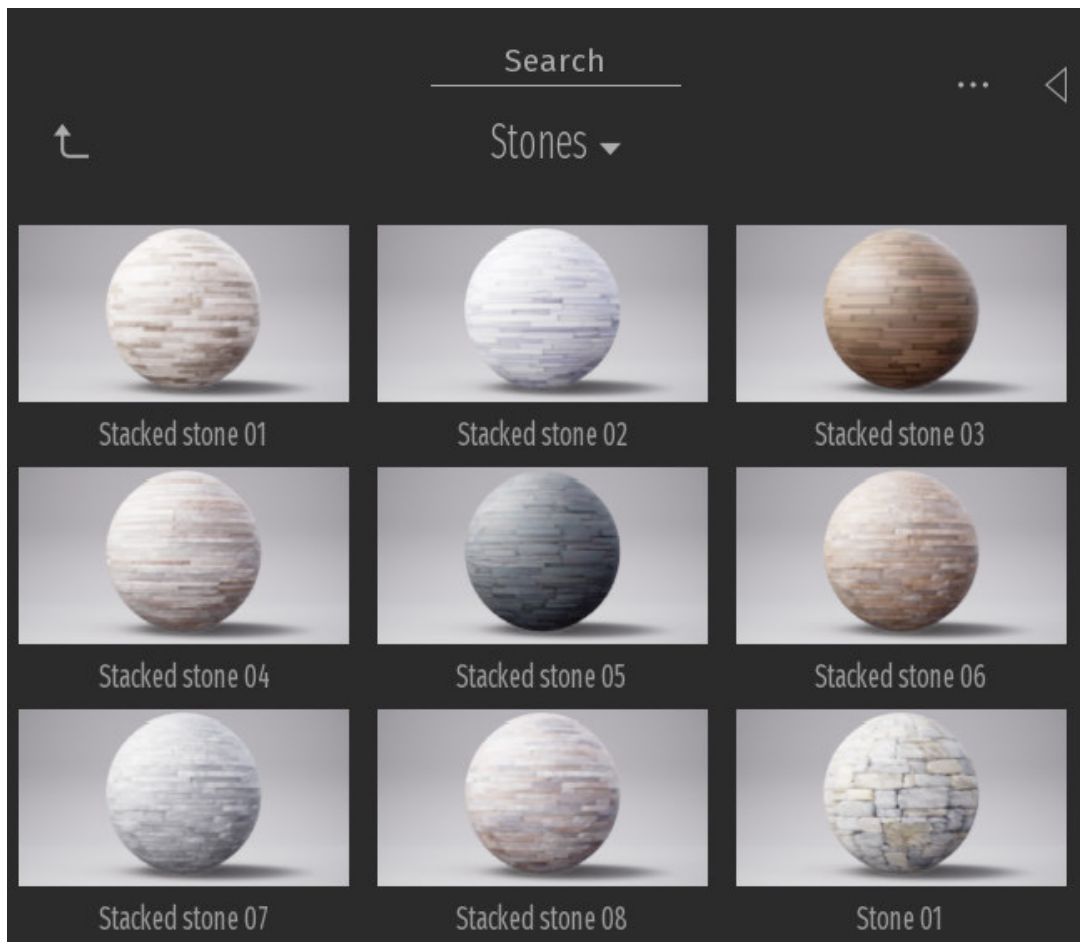 Search
...
Stones
Stacked stone 01
Stacked stone 02
Stacked stone 03
Stacked stone 04
Stacked stone 05
Stacked stone 06
Stacked stone 07
Stacked stone 08
Stone 01